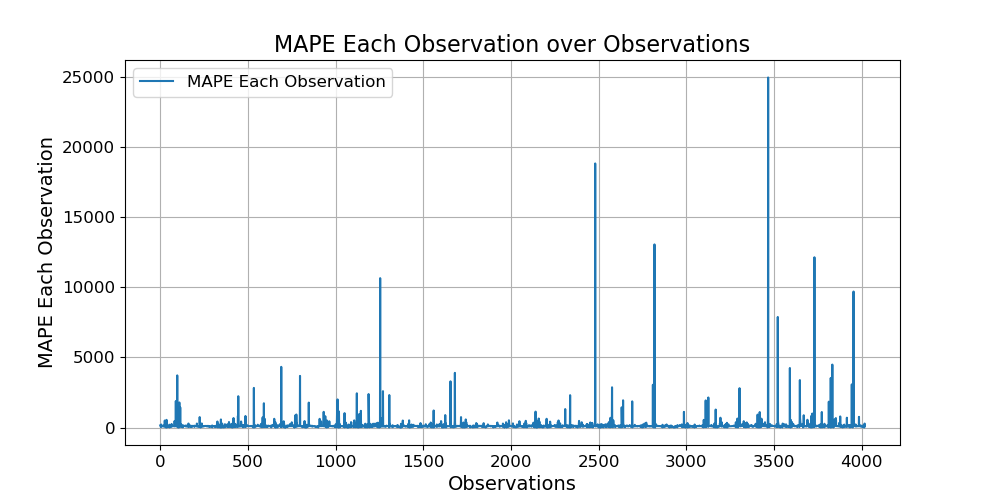 MAPE Each Observation over Observations
MAPE Each Observation
MAPE Each Observation
25000
20000
15000
10000
5000
0
0 500 1000 1500 2000 2500 3000 3500 4000
Observations